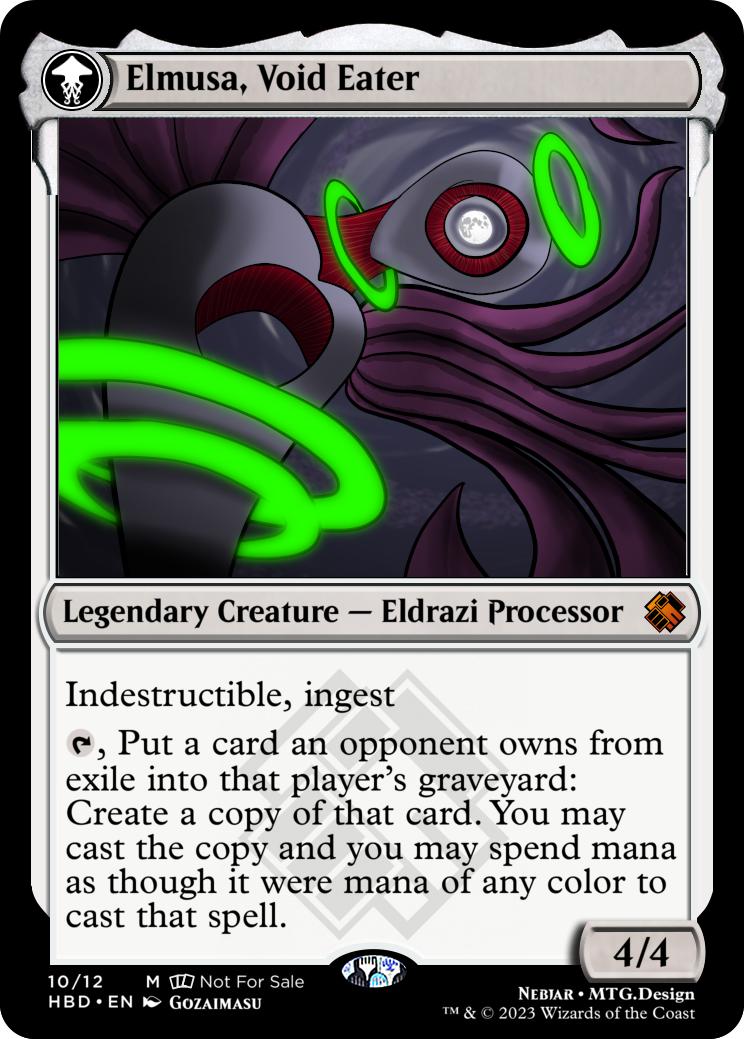 Elmusa, Void Eater
Legendary Creature — Eldrazi Processor
Indestructible, ingest
, Put a card an opponent owns from
exile into that player's graveyard:
Create a copy of that card. You may
cast the copy and you may spend mana
as though it were mana of any color to
cast that spell.
4/4
10/12 M Not For Sale
HBD • EN Gozaimasu
Nebjar • MTG.Design
™ & © 2023 Wizards of the Coast